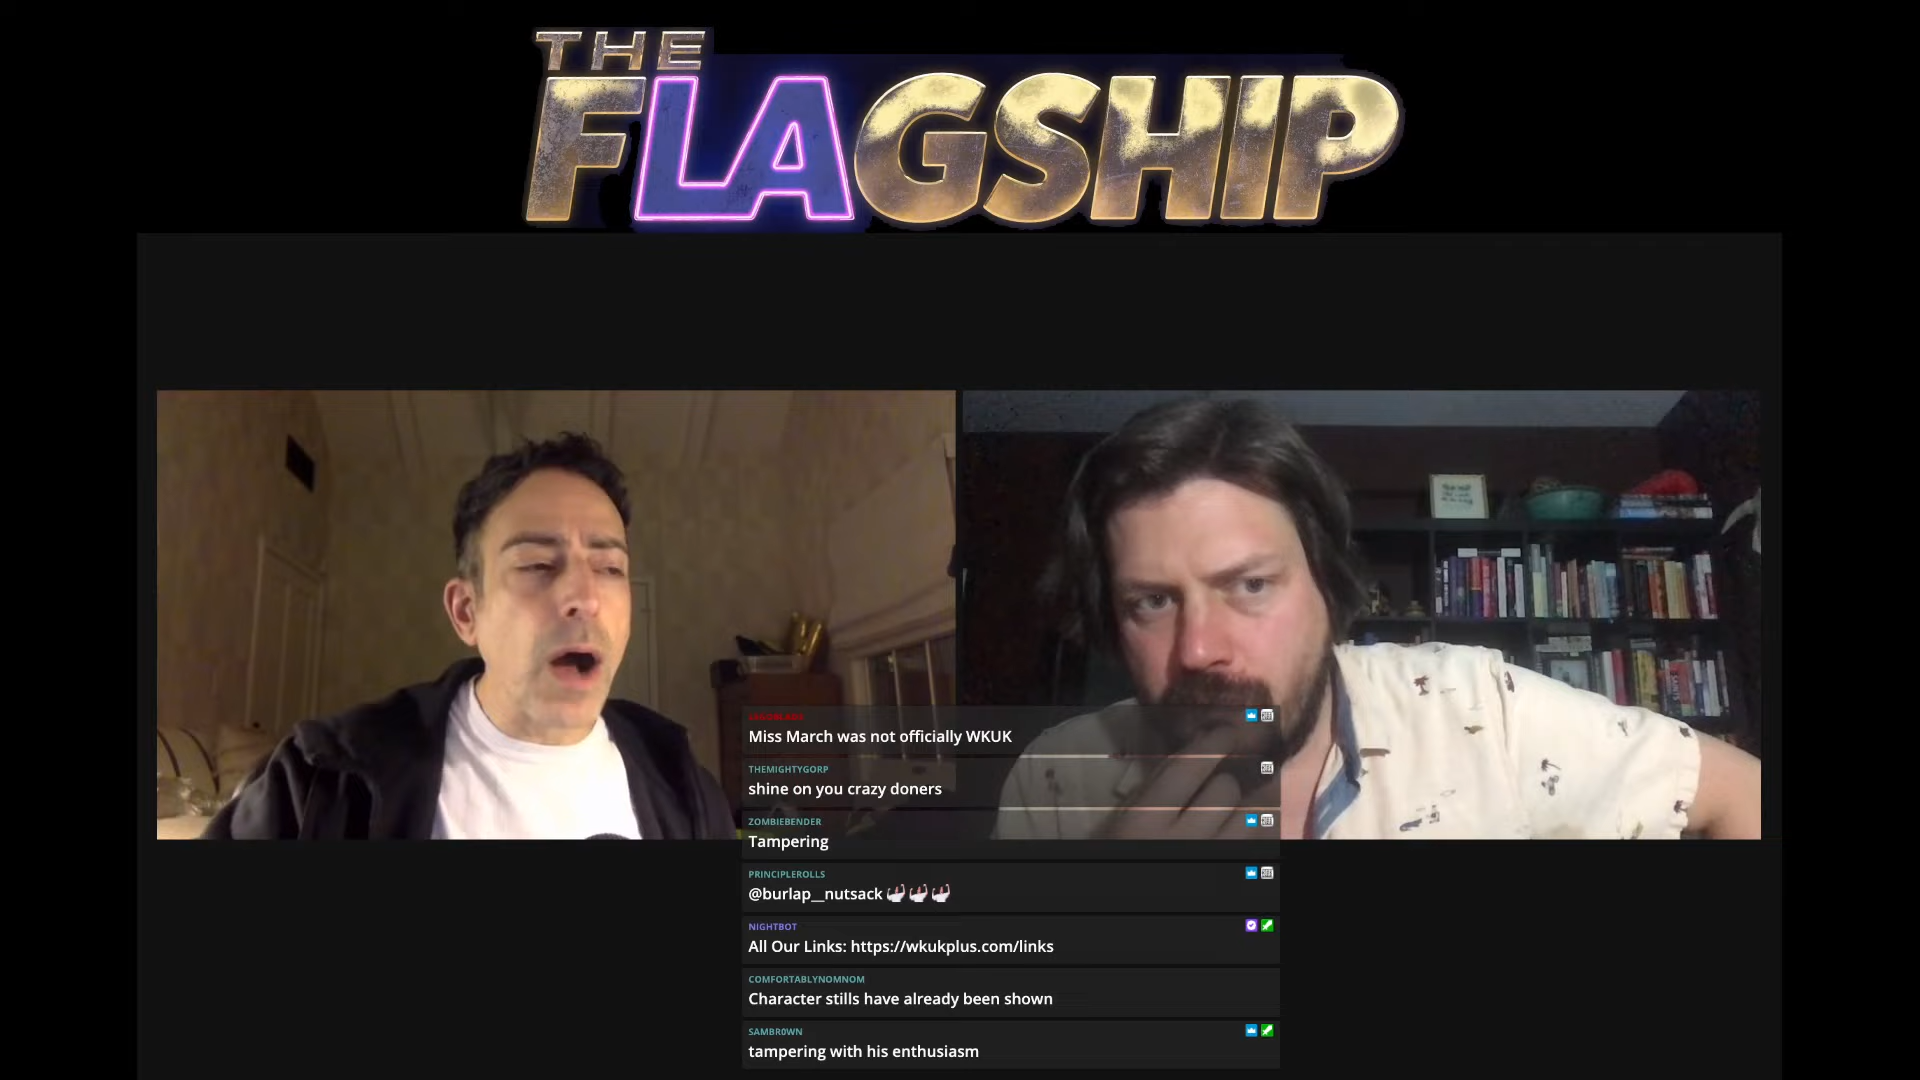 THE
FLAGSHIP
Miss March was not officially WKUK
THEMIGHTYGORP
shine on you crazy doners
ZOMBIEBENDER
Tampering
PRINCIPLEROLLS
@burlap__nutsack
NIGHTBOT
All Our Links: https://wkukplus.com/links
COMFORTABLYNOMNOM
Character stills have already been shown
SAMBR0WN
tampering with his enthusiasm